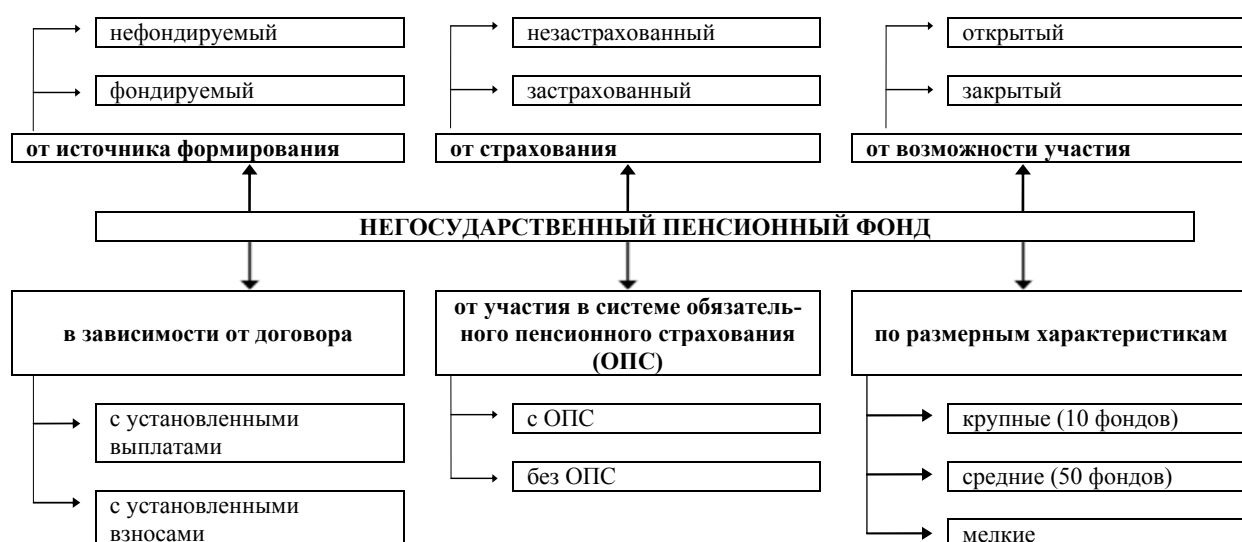 нефондируемый
фондируемый
от источника формирования
незастрахованный
застрахованный
от страхования
открытый
закрытый
от возможности участия
НЕГОСУДАРСТВЕННЫЙ ПЕНСИОННЫЙ ФОНД
в зависимости от договора
с установленными
выплатами
с установленными
взносами
от участия в системе обязатель-
ного пенсионного страхования
(ОПС)
с ОПС
без ОПС
по размерным характеристикам
крупные (10 фондов)
средние (50 фондов)
мелкие